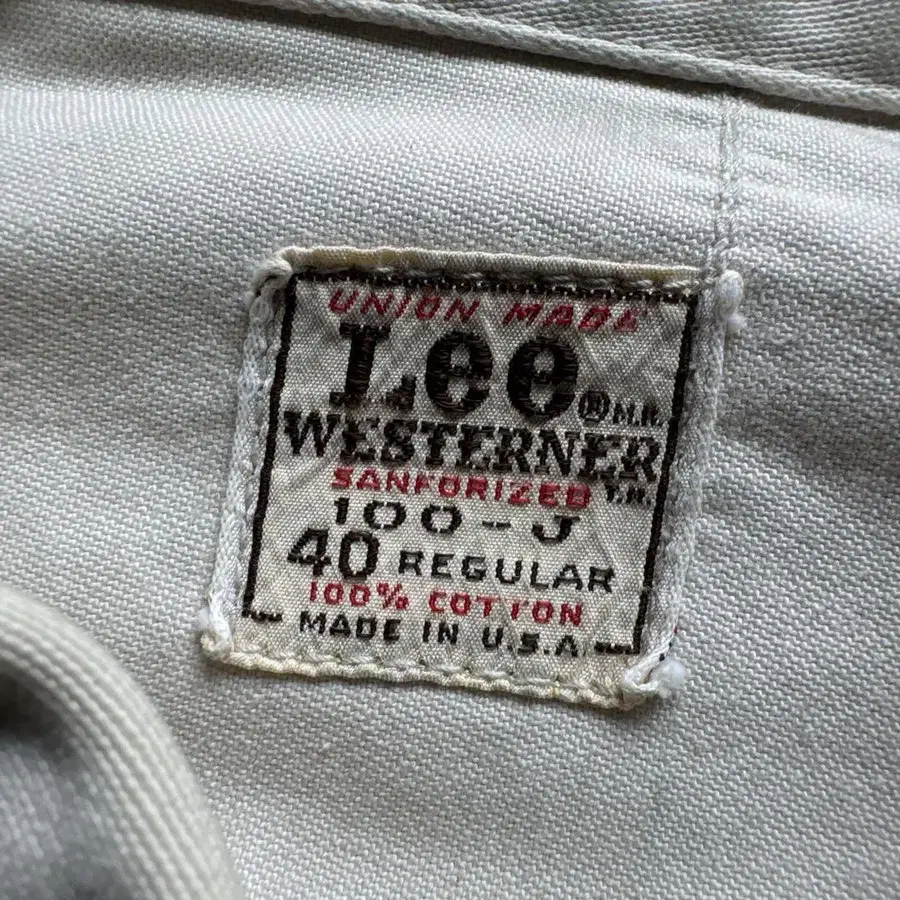 UNION MADE
Lee ® M.R.
WESTERNER
SANFORIZED T.M.
100-J
40 REGULAR
100% COTTON
MADE IN U.S.A